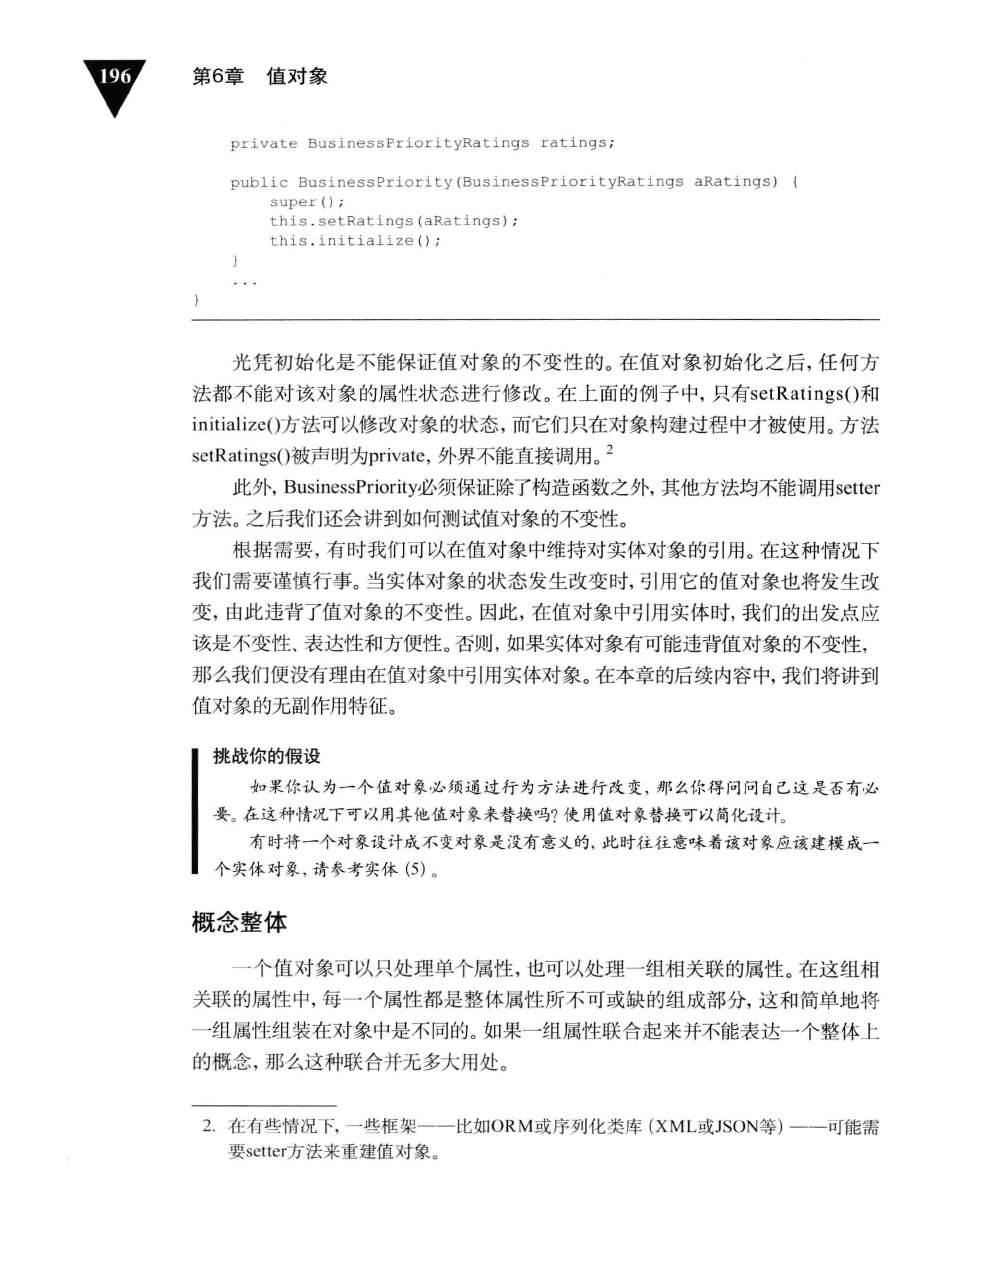 196
第6章 值对象
private BusinessPriorityRatings ratings;
public BusinessPriority(BusinessPriorityRatings aRatings) {
super();
this.setRatings(aRatings);
this.initialize();
}
...
}
光凭初始化是不能保证值对象的不变性的。在值对象初始化之后，任何方
法都不能对该对象的属性状态进行修改。在上面的例子中，只有setRatings()和
initialize()方法可以修改对象的状态，而它们只在对象构建过程中才被使用。方法
setRatings()被声明为private，外界不能直接调用。2
此外，BusinessPriority必须保证除了构造函数之外，其他方法均不能调用setter
方法。之后我们还会讲到如何测试值对象的不变性。
根据需要，有时我们可以在值对象中维持对实体对象的引用。在这种情况下
我们需要谨慎行事。当实体对象的状态发生改变时，引用它的值对象也将发生改
变，由此违背了值对象的不变性。因此，在值对象中引用实体时，我们的出发点应
该是不变性、表达性和方便性。否则，如果实体对象有可能违背值对象的不变性，
那么我们便没有理由在值对象中引用实体对象。在本章的后续内容中，我们将讲到
值对象的无副作用特征。
挑战你的假设
如果你认为一个值对象必须通过行为方法进行改变，那么你得问问自己这是否有必
要。在这种情况下可以用其他值对象来替换吗？使用值对象替换可以简化设计。
有时将一个对象设计成不变对象是没有意义的，此时往往意味着该对象应该建模成一
个实体对象，请参考实体（5）。
概念整体
一个值对象可以只处理单个属性，也可以处理一组相关联的属性。在这组相
关联的属性中，每一个属性都是整体属性所不可或缺的组成部分，这和简单地将
一组属性组装在对象中是不同的。如果一组属性联合起来并不能表达一个整体上
的概念，那么这种联合并无多大用处。
2. 在有些情况下，一些框架——比如ORM或序列化类库（XML或JSON等）——可能需
要setter方法来重建值对象。